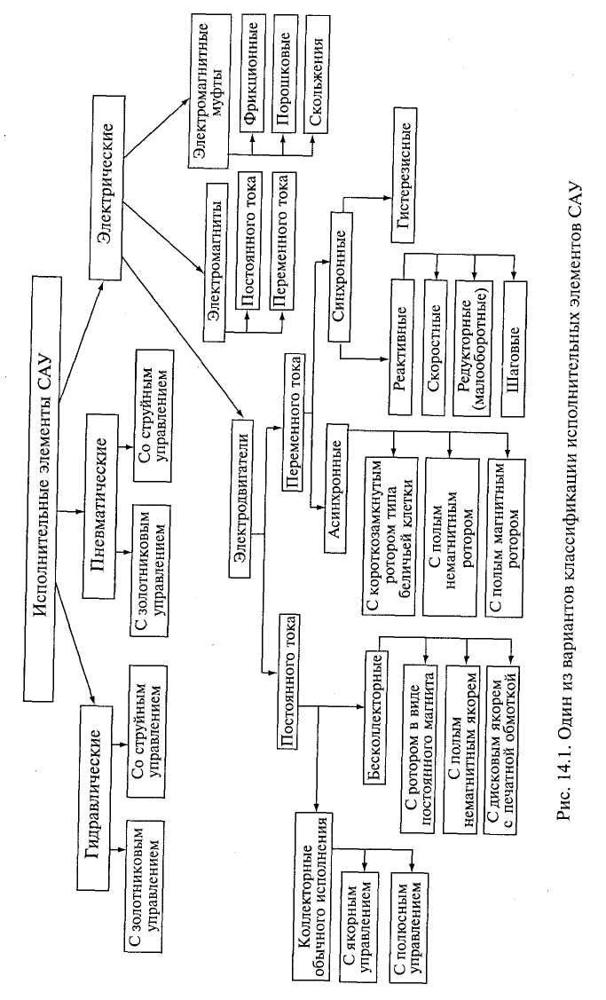 Исполнительные элементы САУ
Гидравлические
Пневматические
Электрические
С золотниковым
управлением
Со струйным
управлением
С золотниковым
управлением
Со струйным
управлением
Электродвигатели
Электромагниты
Постоянного тока
Переменного тока
Электромагнитные
муфты
Фрикционные
Порошковые
Скольжения
Постоянного тока
Переменного тока
Коллекторные
обычного исполнения
С якорным
управлением
С полюсным
управлением
Бесколлекторные
С ротором в виде
постоянного магнита
С полым
немагнитным якорем
С дисковым якорем
с печатной обмоткой
Асинхронные
С короткозамкнутым
ротором типа
беличьей клетки
С полым
немагнитным
ротором
С полым магнитным
ротором
Синхронные
Реактивные
Скоростные
Редукторные
(малооборотные)
Шаговые
Гистерезисные
Рис. 14.1. Один из вариантов классификации исполнительных элементов САУ